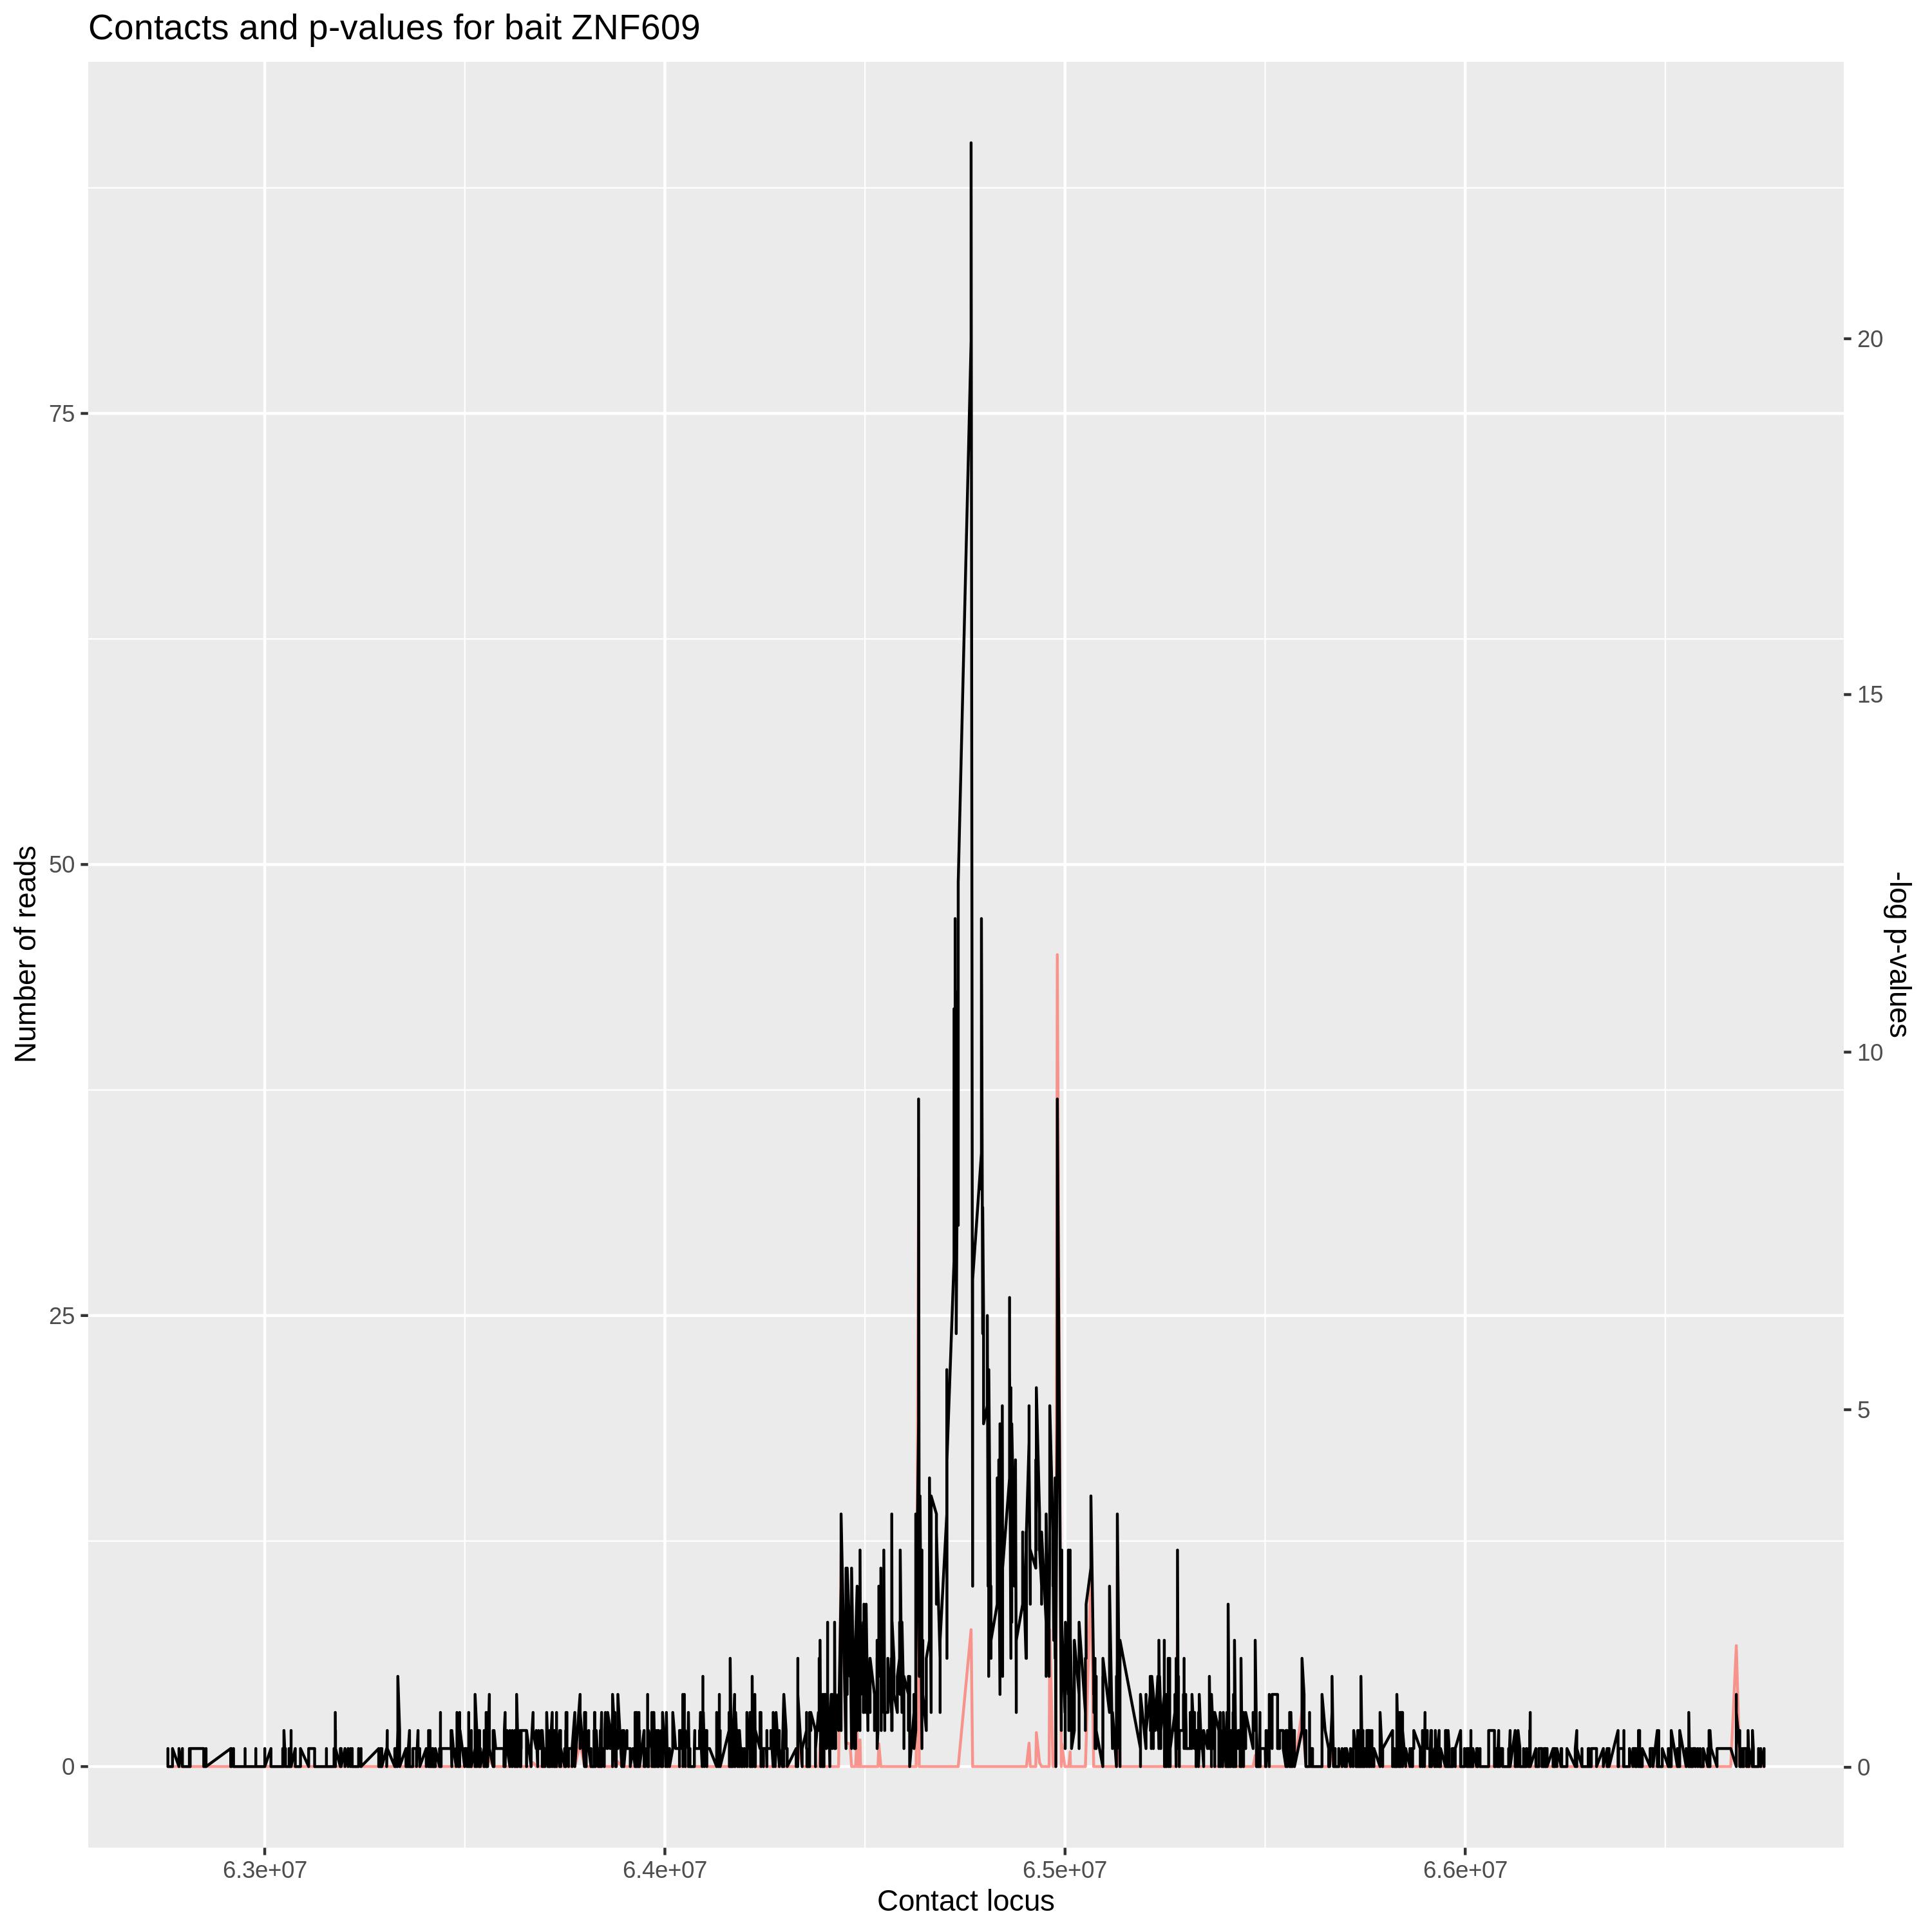 Contacts and p-values for bait ZNF609
Number of reads
75
50
25
0
20
15
10
5
0
-log p-values
6.3e+07
6.4e+07
6.5e+07
6.6e+07
Contact locus